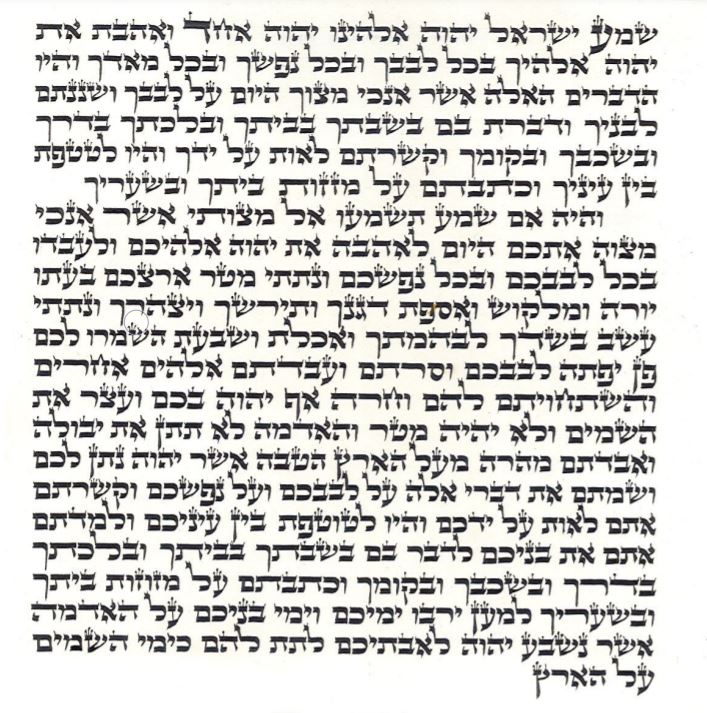 שמע ישראל יהוה אלהינו יהוה אחד ואהבת את
יהוה אלהיך בכל לבבך ובכל נפשך ובכל מאדך והיו
הדברים האלה אשר אנכי מצוך היום על לבבך ושננתם
לבניך ודברת בם בשבתך בביתך ובלכתך בדרך
ובשכבך ובקומך וקשרתם לאות על ידך והיו לטטפת
בין עיניך וכתבתם על מזזות ביתך ובשעריך
והיה אם שמע תשמעו אל מצותי אשר אנכי
מצוה אתכם היום לאהבה את יהוה אלהיכם ולעבדו
בכל לבבכם ובכל נפשכם ונתתי מטר ארצכם בעתו
יורה ומלקוש ואספת דגנך ותירשך ויצהרך ונתתי
עשב בשדך לבהמתך ואכלת ושבעת השמרו לכם
פן יפתה לבבכם וסרתם ועבדתם אלהים אחרים
והשתחויתם להם וחרה אף יהוה בכם ועצר את
השמים ולא יהיה מטר והאדמה לא תתן את יבולה
ואבדתם מהרה מעל הארץ הטבה אשר יהוה נתן לכם
ושמתם את דברי אלה על לבבכם ועל נפשכם וקשרתם
אתם לאות על ידכם והיו לטוטפת בין עיניכם ולמדתם
אתם את בניכם לדבר בם בשבתך בביתך ובלכתך
בדרך ובשכבך ובקומך וכתבתם על מזוזות ביתך
ובשעריך למען ירבו ימיכם וימי בניכם על האדמה
אשר נשבע יהוה לאבתיכם לתת להם כימי השמים
על הארץ